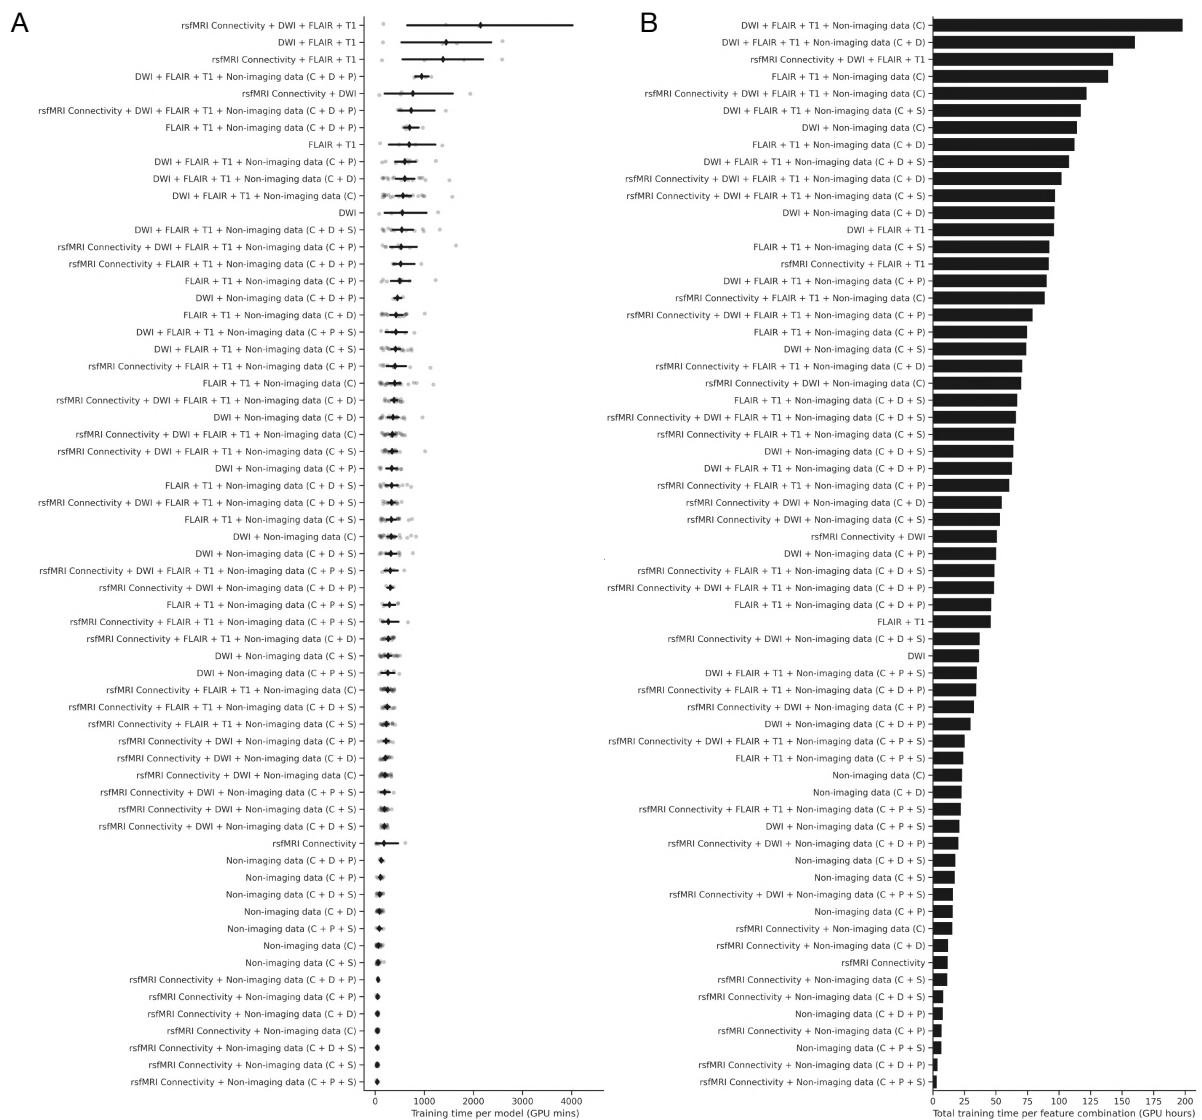 A
rsfMRI Connectivity + DWI + FLAIR + T1
DWI + FLAIR + T1
rsfMRI Connectivity + FLAIR + T1
DWI + FLAIR + T1 + Non-imaging data (C + D + P)
rsfMRI Connectivity + DWI
rsfMRI Connectivity + DWI + FLAIR + T1 + Non-imaging data (C + D + P)
FLAIR + T1 + Non-imaging data (C + D + P)
FLAIR + T1
DWI + FLAIR + T1 + Non-imaging data (C + P)
DWI + FLAIR + T1 + Non-imaging data (C + D)
DWI + FLAIR + T1 + Non-imaging data (C)
DWI
DWI + FLAIR + T1 + Non-imaging data (C + D + S)
rsfMRI Connectivity + DWI + FLAIR + T1 + Non-imaging data (C + P)
rsfMRI Connectivity + FLAIR + T1 + Non-imaging data (C + D + P)
FLAIR + T1 + Non-imaging data (C + P)
DWI + Non-imaging data (C + D + P)
FLAIR + T1 + Non-imaging data (C + D)
DWI + FLAIR + T1 + Non-imaging data (C + P + S)
DWI + FLAIR + T1 + Non-imaging data (C + S)
rsfMRI Connectivity + FLAIR + T1 + Non-imaging data (C + P)
FLAIR + T1 + Non-imaging data (C)
rsfMRI Connectivity + DWI + FLAIR + T1 + Non-imaging data (C + D)
DWI + Non-imaging data (C + D)
rsfMRI Connectivity + DWI + FLAIR + T1 + Non-imaging data (C)
rsfMRI Connectivity + DWI + FLAIR + T1 + Non-imaging data (C + S)
DWI + Non-imaging data (C + P)
FLAIR + T1 + Non-imaging data (C + D + S)
rsfMRI Connectivity + DWI + FLAIR + T1 + Non-imaging data (C + D + S)
FLAIR + T1 + Non-imaging data (C + S)
DWI + Non-imaging data (C)
DWI + Non-imaging data (C + D + S)
rsfMRI Connectivity + DWI + FLAIR + T1 + Non-imaging data (C + P + S)
rsfMRI Connectivity + DWI + Non-imaging data (C + D + P)
FLAIR + T1 + Non-imaging data (C + P + S)
rsfMRI Connectivity + FLAIR + T1 + Non-imaging data (C + P + S)
rsfMRI Connectivity + FLAIR + T1 + Non-imaging data (C + D)
DWI + Non-imaging data (C + S)
DWI + Non-imaging data (C + P + S)
rsfMRI Connectivity + FLAIR + T1 + Non-imaging data (C)
rsfMRI Connectivity + FLAIR + T1 + Non-imaging data (C + D + S)
rsfMRI Connectivity + FLAIR + T1 + Non-imaging data (C + S)
rsfMRI Connectivity + DWI + Non-imaging data (C + P)
rsfMRI Connectivity + DWI + Non-imaging data (C + D)
rsfMRI Connectivity + DWI + Non-imaging data (C)
rsfMRI Connectivity + DWI + Non-imaging data (C + P + S)
rsfMRI Connectivity + DWI + Non-imaging data (C + S)
rsfMRI Connectivity + DWI + Non-imaging data (C + D + S)
rsfMRI Connectivity
Non-imaging data (C + D + P)
Non-imaging data (C + P)
Non-imaging data (C + D + S)
Non-imaging data (C + D)
Non-imaging data (C + P + S)
Non-imaging data (C)
Non-imaging data (C + S)
rsfMRI Connectivity + Non-imaging data (C + D + P)
rsfMRI Connectivity + Non-imaging data (C + P)
rsfMRI Connectivity + Non-imaging data (C + D)
rsfMRI Connectivity + Non-imaging data (C)
rsfMRI Connectivity + Non-imaging data (C + D + S)
rsfMRI Connectivity + Non-imaging data (C + S)
rsfMRI Connectivity + Non-imaging data (C + P + S)
0 1000 2000 3000 4000
Training time per model (GPU mins)
B
DWI + FLAIR + T1 + Non-imaging data (C)
DWI + FLAIR + T1 + Non-imaging data (C + D)
rsfMRI Connectivity + DWI + FLAIR + T1
FLAIR + T1 + Non-imaging data (C)
rsfMRI Connectivity + DWI + FLAIR + T1 + Non-imaging data (C)
DWI + FLAIR + T1 + Non-imaging data (C + S)
DWI + Non-imaging data (C)
FLAIR + T1 + Non-imaging data (C + D)
DWI + FLAIR + T1 + Non-imaging data (C + D + S)
rsfMRI Connectivity + DWI + FLAIR + T1 + Non-imaging data (C + D)
rsfMRI Connectivity + DWI + FLAIR + T1 + Non-imaging data (C + S)
DWI + Non-imaging data (C + D)
DWI + FLAIR + T1
FLAIR + T1 + Non-imaging data (C + S)
rsfMRI Connectivity + FLAIR + T1
DWI + FLAIR + T1 + Non-imaging data (C + P)
rsfMRI Connectivity + FLAIR + T1 + Non-imaging data (C)
rsfMRI Connectivity + DWI + FLAIR + T1 + Non-imaging data (C + P)
FLAIR + T1 + Non-imaging data (C + P)
DWI + Non-imaging data (C + S)
rsfMRI Connectivity + FLAIR + T1 + Non-imaging data (C + D)
rsfMRI Connectivity + DWI + Non-imaging data (C)
FLAIR + T1 + Non-imaging data (C + D + S)
rsfMRI Connectivity + DWI + FLAIR + T1 + Non-imaging data (C + D + S)
rsfMRI Connectivity + FLAIR + T1 + Non-imaging data (C + S)
DWI + Non-imaging data (C + D + S)
DWI + FLAIR + T1 + Non-imaging data (C + D + P)
rsfMRI Connectivity + FLAIR + T1 + Non-imaging data (C + P)
rsfMRI Connectivity + DWI + Non-imaging data (C + D)
rsfMRI Connectivity + DWI + Non-imaging data (C + S)
rsfMRI Connectivity + DWI
DWI + Non-imaging data (C + P)
rsfMRI Connectivity + FLAIR + T1 + Non-imaging data (C + D + S)
rsfMRI Connectivity + DWI + FLAIR + T1 + Non-imaging data (C + D + P)
FLAIR + T1 + Non-imaging data (C + D + P)
FLAIR + T1
rsfMRI Connectivity + DWI + Non-imaging data (C + D + S)
DWI
DWI + FLAIR + T1 + Non-imaging data (C + P + S)
rsfMRI Connectivity + FLAIR + T1 + Non-imaging data (C + D + P)
rsfMRI Connectivity + DWI + Non-imaging data (C + P)
DWI + Non-imaging data (C + D + P)
rsfMRI Connectivity + DWI + FLAIR + T1 + Non-imaging data (C + P + S)
FLAIR + T1 + Non-imaging data (C + P + S)
Non-imaging data (C)
Non-imaging data (C + D)
rsfMRI Connectivity + FLAIR + T1 + Non-imaging data (C + P + S)
DWI + Non-imaging data (C + P + S)
rsfMRI Connectivity + DWI + Non-imaging data (C + D + P)
Non-imaging data (C + D + S)
Non-imaging data (C + S)
rsfMRI Connectivity + DWI + Non-imaging data (C + P + S)
Non-imaging data (C + P)
rsfMRI Connectivity + Non-imaging data (C)
rsfMRI Connectivity + Non-imaging data (C + D)
rsfMRI Connectivity
rsfMRI Connectivity + Non-imaging data (C + S)
rsfMRI Connectivity + Non-imaging data (C + D + S)
Non-imaging data (C + D + P)
rsfMRI Connectivity + Non-imaging data (C + P)
Non-imaging data (C + P + S)
rsfMRI Connectivity + Non-imaging data (C + D + P)
rsfMRI Connectivity + Non-imaging data (C + P + S)
0 25 50 75 100 125 150 175 200
Total training time per feature combination (GPU hours)